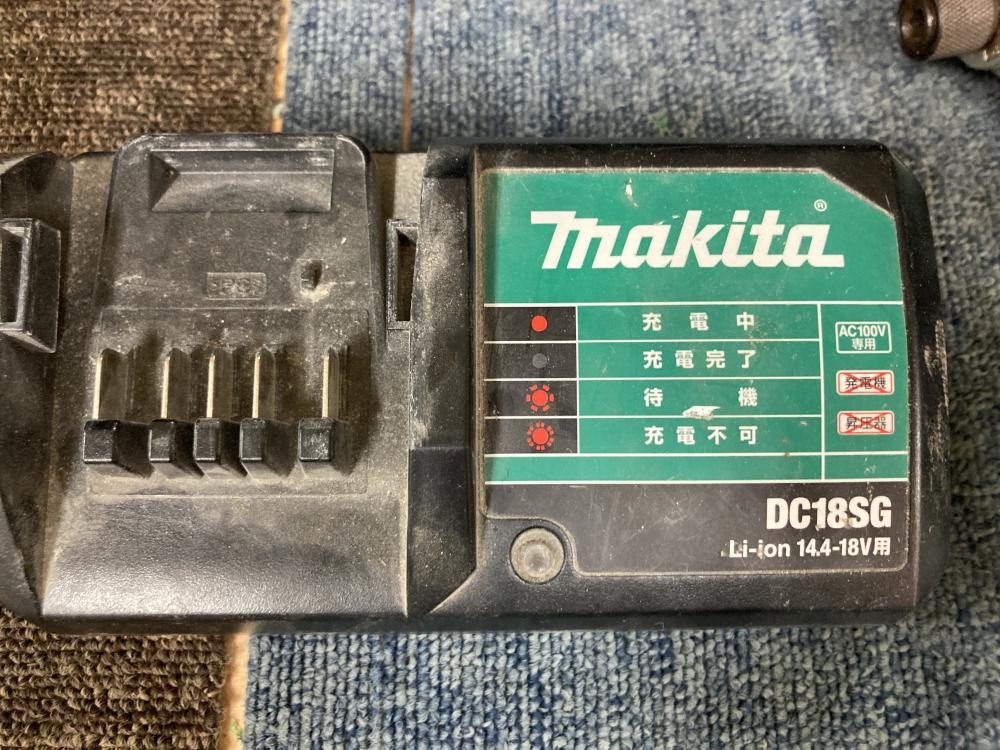 makita®
充電中
充電完了
待機
充電不可
AC100V
専用
発電機
昇圧器
DC18SG
Li-ion 14.4-18V用